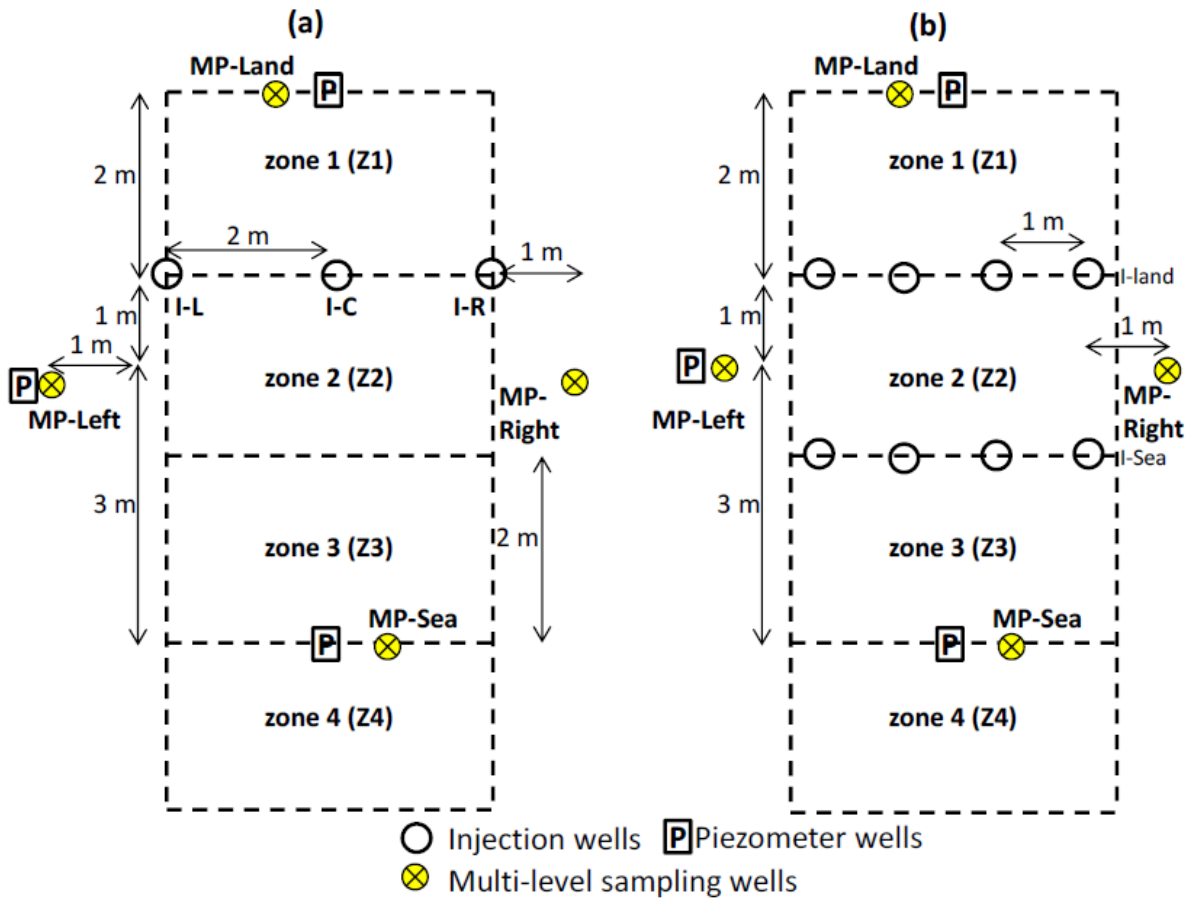 (a)
MP-Land
P
zone 1 (Z1)
2 m
2 m
1 m
I-L
I-C
I-R
1 m
1 m
P
MP-Left
zone 2 (Z2)
MP-
Right
3 m
zone 3 (Z3)
2 m
MP-Sea
P
zone 4 (Z4)
(b)
MP-Land
P
zone 1 (Z1)
2 m
1 m
I-land
1 m
1 m
P
MP-Left
zone 2 (Z2)
MP-
Right
I-Sea
3 m
zone 3 (Z3)
MP-Sea
P
zone 4 (Z4)
Injection wells
P Piezometer wells
Multi-level sampling wells